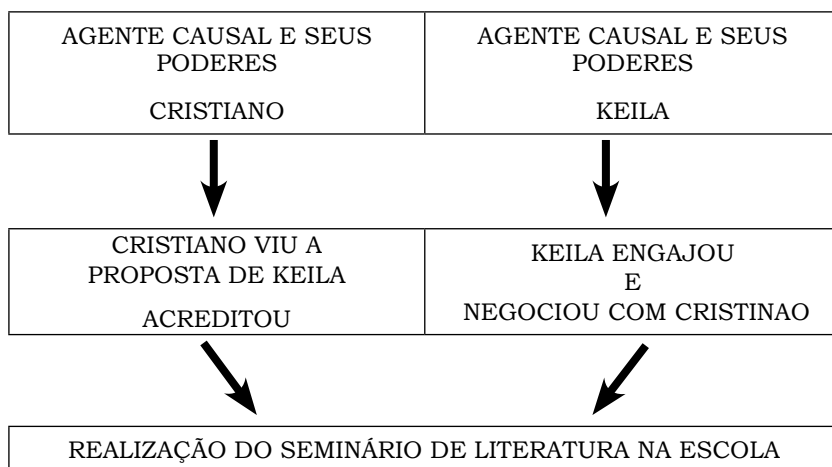 AGENTE CAUSAL E SEUS
PODERES
CRISTIANO
AGENTE CAUSAL E SEUS
PODERES
KEILA
CRISTIANO VIU A
PROPOSTA DE KEILA
ACREDITOU
KEILA ENGAJOU
E
NEGOCIOU COM CRISTINAO
REALIZAÇÃO DO SEMINÁRIO DE LITERATURA NA ESCOLA